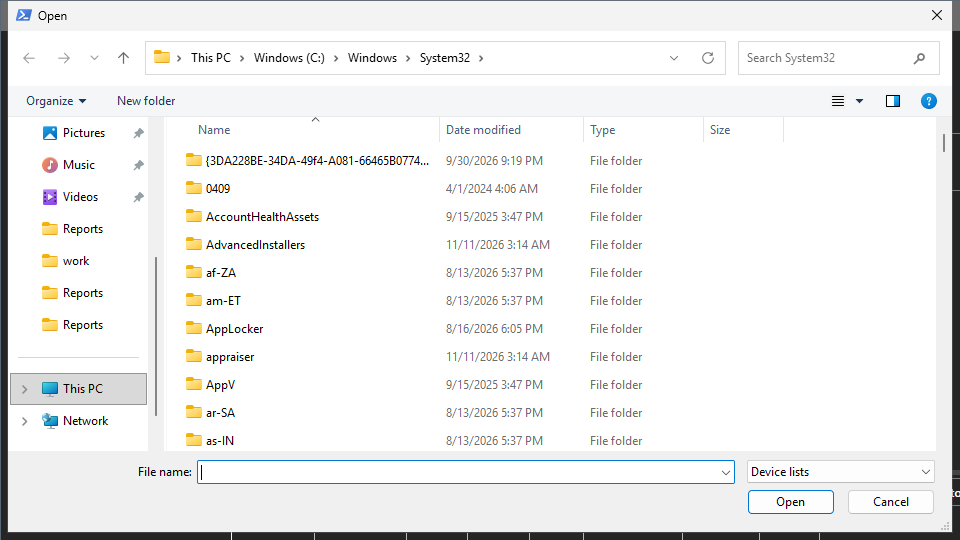 Open
This PC > Windows (C:) > Windows > System32 >
Search System32
Organize
New folder
Pictures
Music
Videos
Reports
work
Reports
Reports
This PC
Network
Name Date modified Type Size
{3DA228BE-34DA-49f4-A081-66465B0774... 9/30/2026 9:19 PM File folder
0409 4/1/2024 4:06 AM File folder
AccountHealthAssets 9/15/2025 3:47 PM File folder
AdvancedInstallers 11/11/2026 3:14 AM File folder
af-ZA 8/13/2026 5:37 PM File folder
am-ET 8/13/2026 5:37 PM File folder
AppLocker 8/16/2026 6:05 PM File folder
appraiser 11/11/2026 3:14 AM File folder
AppV 9/15/2025 3:47 PM File folder
ar-SA 8/13/2026 5:37 PM File folder
as-IN 8/13/2026 5:37 PM File folder
File name:
Device lists
Open
Cancel